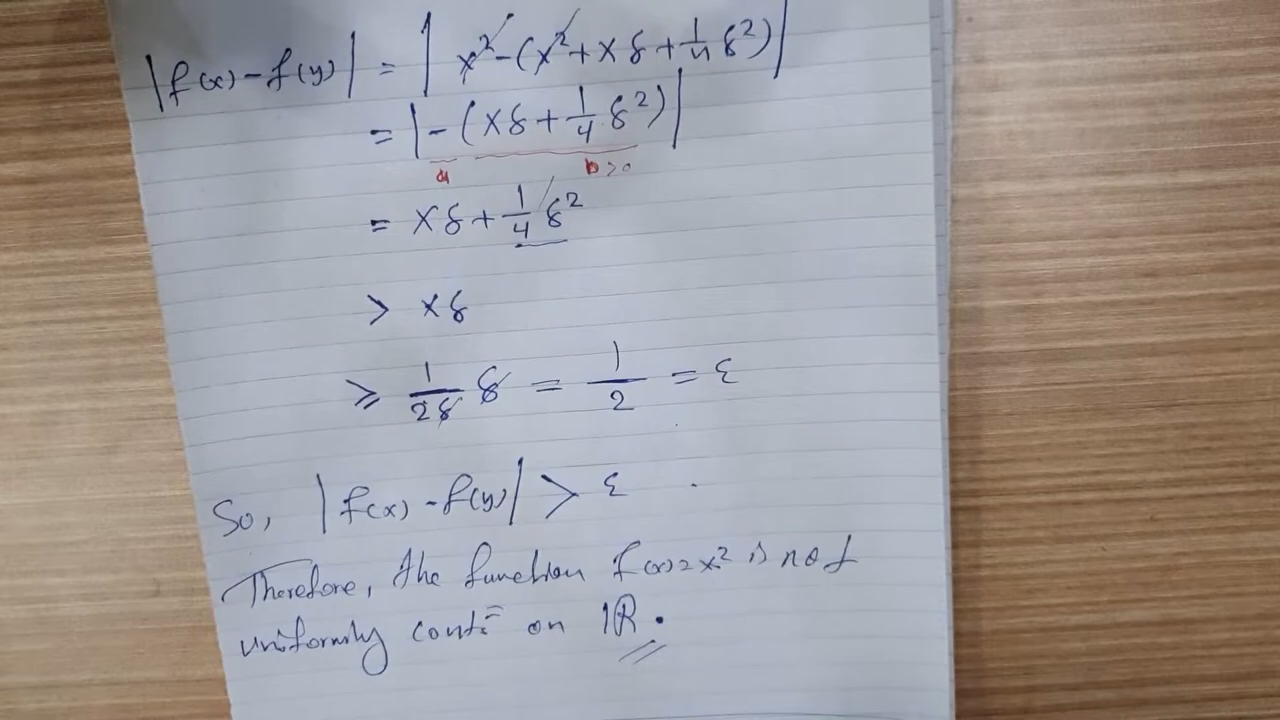 |f(x) - f(y)| = | x² - (x² + xδ + 1/4 δ²) |
= | - (xδ + 1/4 δ²) |
a b > 0
= xδ + 1/4 δ²
> xδ
≥ 1/2δ δ = 1/2 = ε
So, |f(x) - f(y)| > ε .
Therefore, the function f(x) = x² is not
uniformly conti= on ℝ.